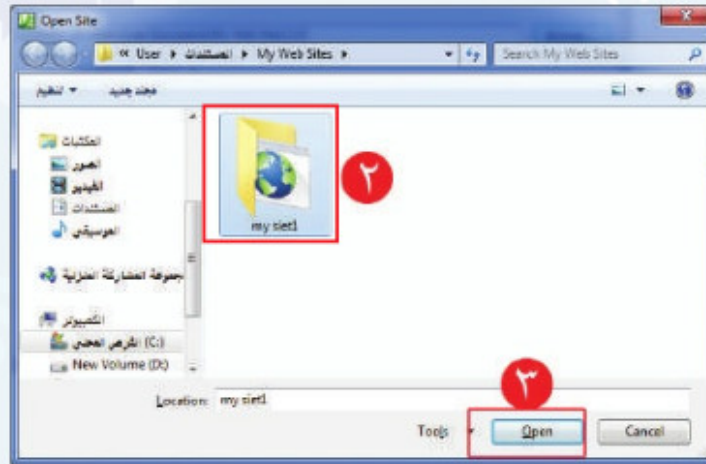 Open Site
« User ▸ المستندات ▸ My Web Sites ▸
Search My Web Sites
تنظيم
مجلد جديد
المكتبات
الصور
الفيديو
المستندات
الموسيقى
مجموعة المشاركة المنزلية
الكمبيوتر
القرص المحلي (C:)
New Volume (D:)
my siet1
٢
Location: my siet1
٣
Tools
Open
Cancel